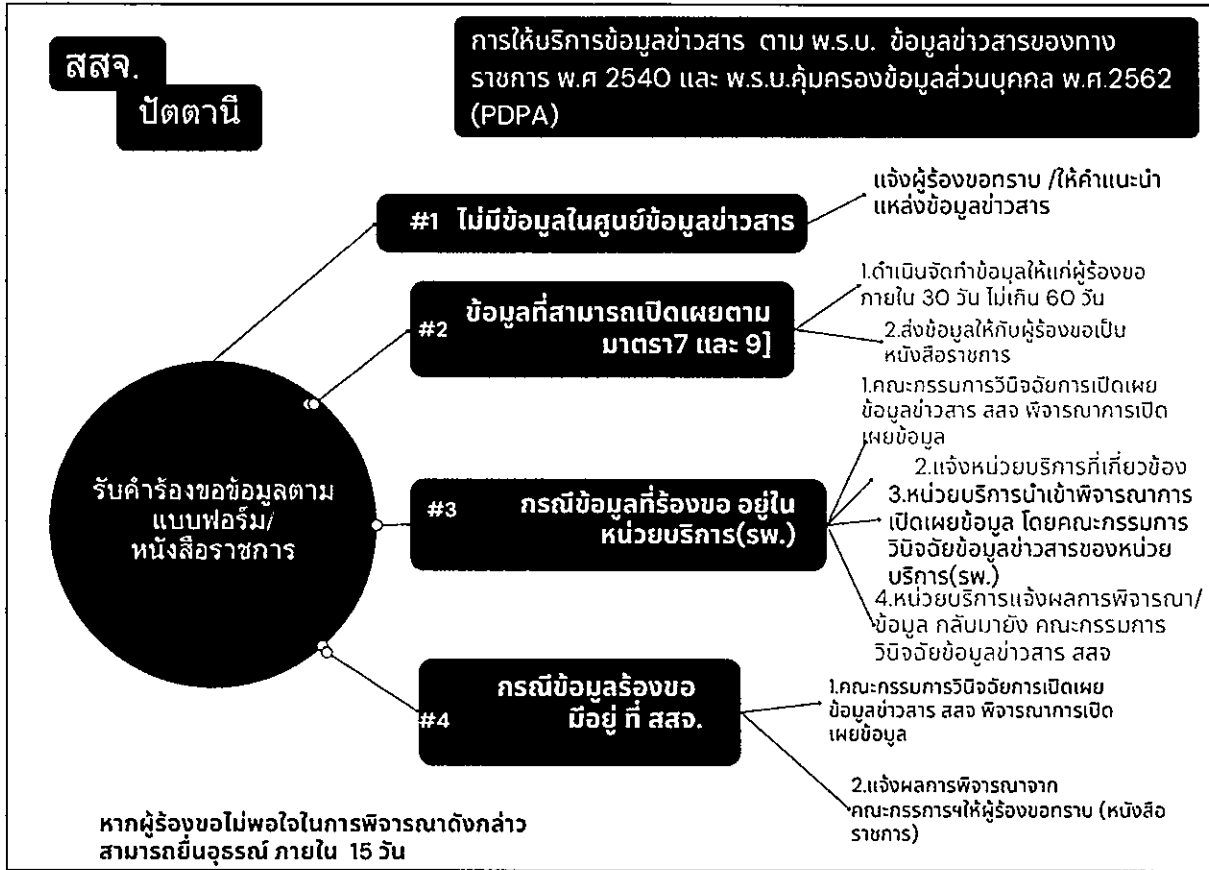 สสจ.
ปัตตานี
การให้บริการข้อมูลข่าวสาร ตาม พ.ร.บ. ข้อมูลข่าวสารของทาง
ราชการ พ.ศ 2540 และ พ.ร.บ.คุ้มครองข้อมูลส่วนบุคคล พ.ศ.2562
(PDPA)
รับคำร้องขอข้อมูลตาม
แบบฟอร์ม/
หนังสือราชการ
#1 ไม่มีข้อมูลในศูนย์ข้อมูลข่าวสาร
แจ้งผู้ร้องขอทราบ /ให้คำแนะนำ
แหล่งข้อมูลข่าวสาร
#2 ข้อมูลที่สามารถเปิดเผยตาม
มาตรา7 และ 9]
1.ดำเนินจัดทำข้อมูลให้แก่ผู้ร้องขอ
ภายใน 30 วัน ไม่เกิน 60 วัน
2.ส่งข้อมูลให้กับผู้ร้องขอเป็น
หนังสือราชการ
#3 กรณีข้อมูลที่ร้องขอ อยู่ใน
หน่วยบริการ(รพ.)
1.คณะกรรมการวินิจฉัยการเปิดเผย
ข้อมูลข่าวสาร สสจ พิจารณาการเปิด
เผยข้อมูล
2.แจ้งหน่วยบริการที่เกี่ยวข้อง
3.หน่วยบริการนำเข้าพิจารณาการ
เปิดเผยข้อมูล โดยคณะกรรมการ
วินิจฉัยข้อมูลข่าวสารของหน่วย
บริการ(รพ.)
4.หน่วยบริการแจ้งผลการพิจารณา/
ข้อมูล กลับมายัง คณะกรรมการ
วินิจฉัยข้อมูลข่าวสาร สสจ
#4 กรณีข้อมูลร้องขอ
มีอยู่ ที่ สสจ.
1.คณะกรรมการวินิจฉัยการเปิดเผย
ข้อมูลข่าวสาร สสจ พิจารณาการเปิด
เผยข้อมูล
2.แจ้งผลการพิจารณาจาก
คณะกรรการฯให้ผู้ร้องขอทราบ (หนังสือ
ราชการ)
หากผู้ร้องขอไม่พอใจในการพิจารณาดังกล่าว
สามารถยื่นอุธรณ์ ภายใน 15 วัน